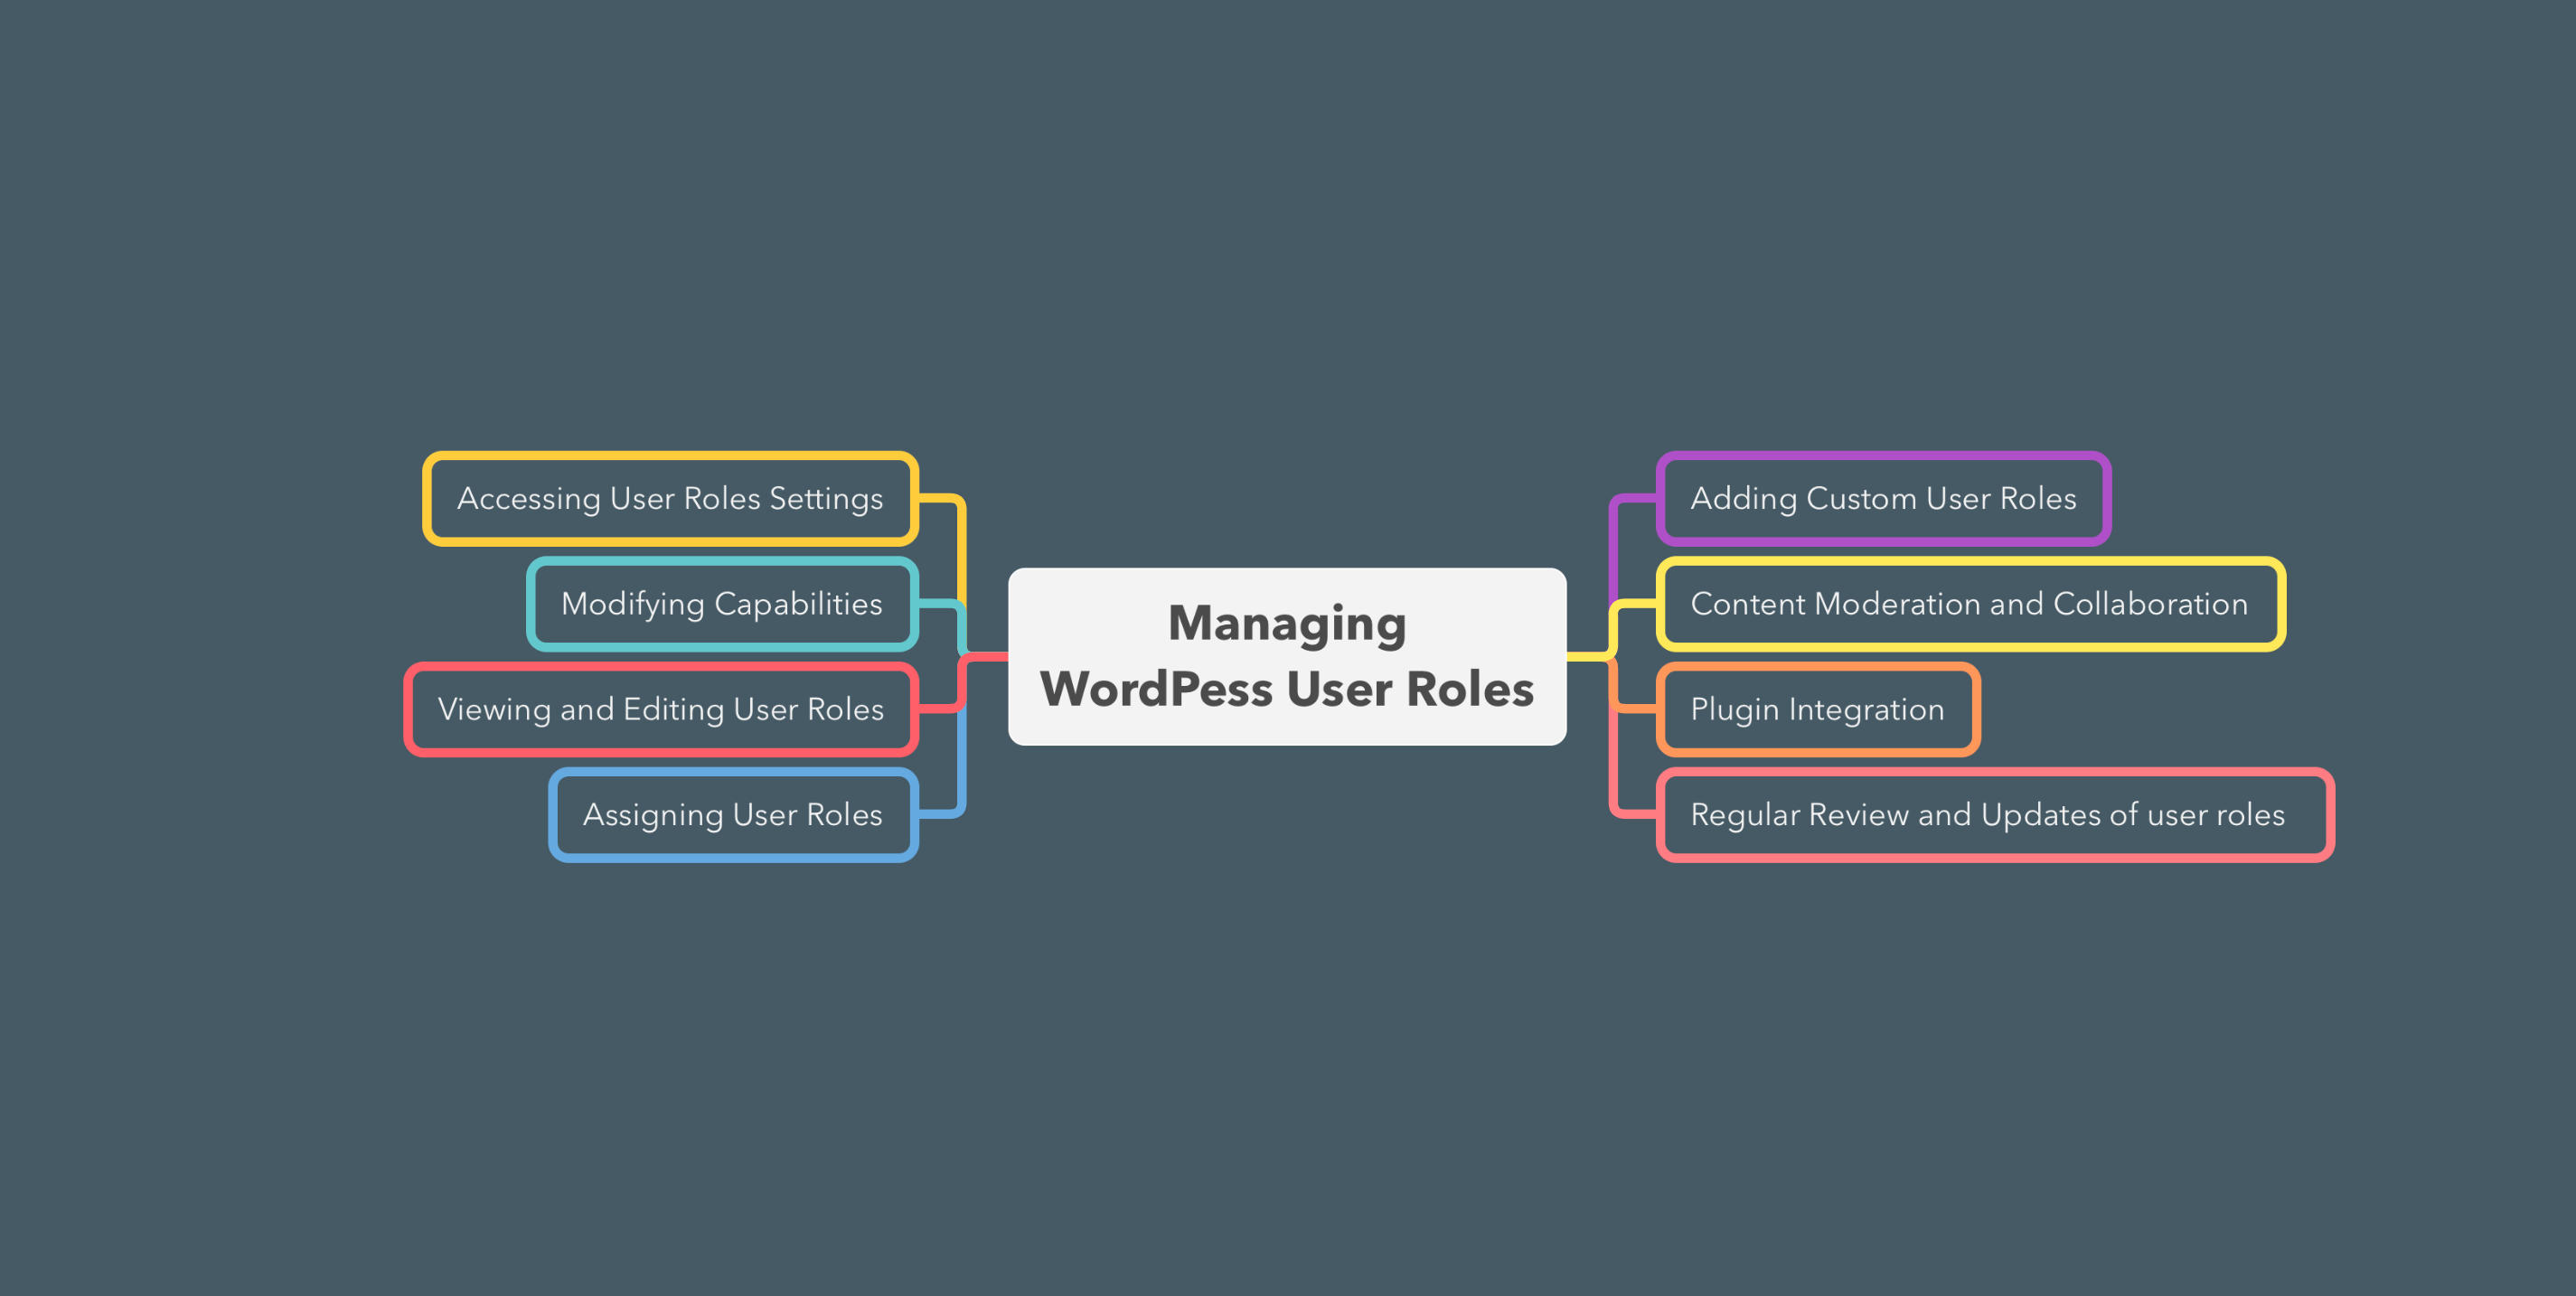 Accessing User Roles Settings
Modifying Capabilities
Viewing and Editing User Roles
Assigning User Roles
Managing
WordPess User Roles
Adding Custom User Roles
Content Moderation and Collaboration
Plugin Integration
Regular Review and Updates of user roles